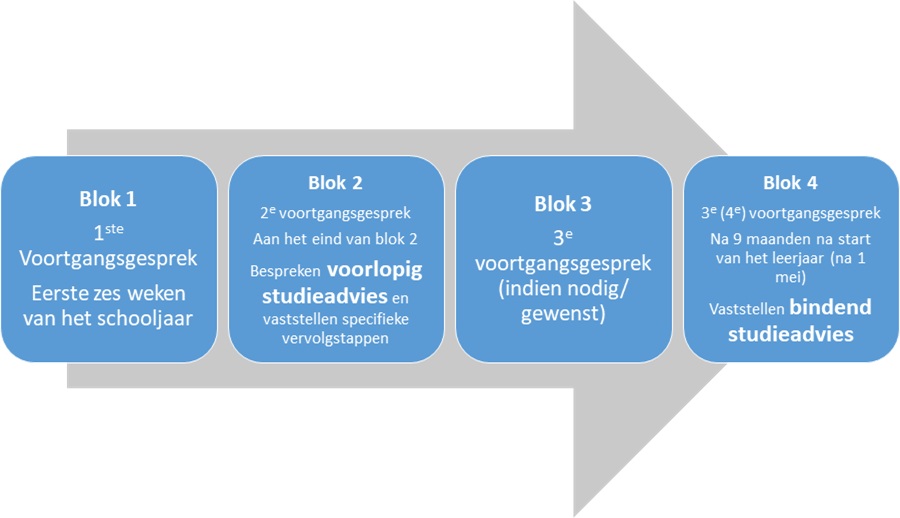 Blok 1
1ste
Voortgangsgesprek
Eerste zes weken
van het schooljaar
Blok 2
2e voortgangsgesprek
Aan het eind van blok 2
Bespreken voorlopig
studieadvies en
vaststellen specifieke
vervolgstappen
Blok 3
3e
voortgangsgesprek
(indien nodig/
gewenst)
Blok 4
3e (4e) voortgangsgesprek
Na 9 maanden na start
van het leerjaar (na 1
mei)
Vaststellen bindend
studieadvies